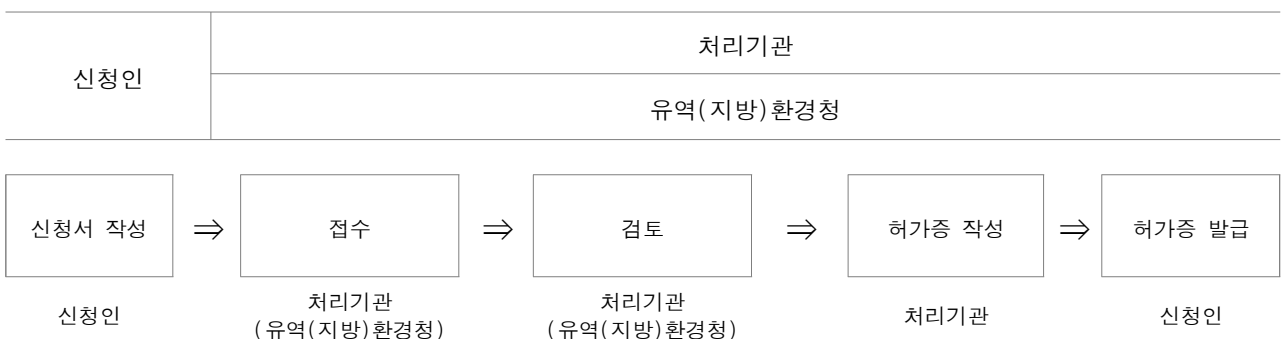 신청인
처리기관
유역(지방)환경청
신청서 작성 ⇒ 접수 ⇒ 검토 ⇒ 허가증 작성 ⇒ 허가증 발급
신청인 처리기관 처리기관 처리기관 신청인
(유역(지방)환경청) (유역(지방)환경청)